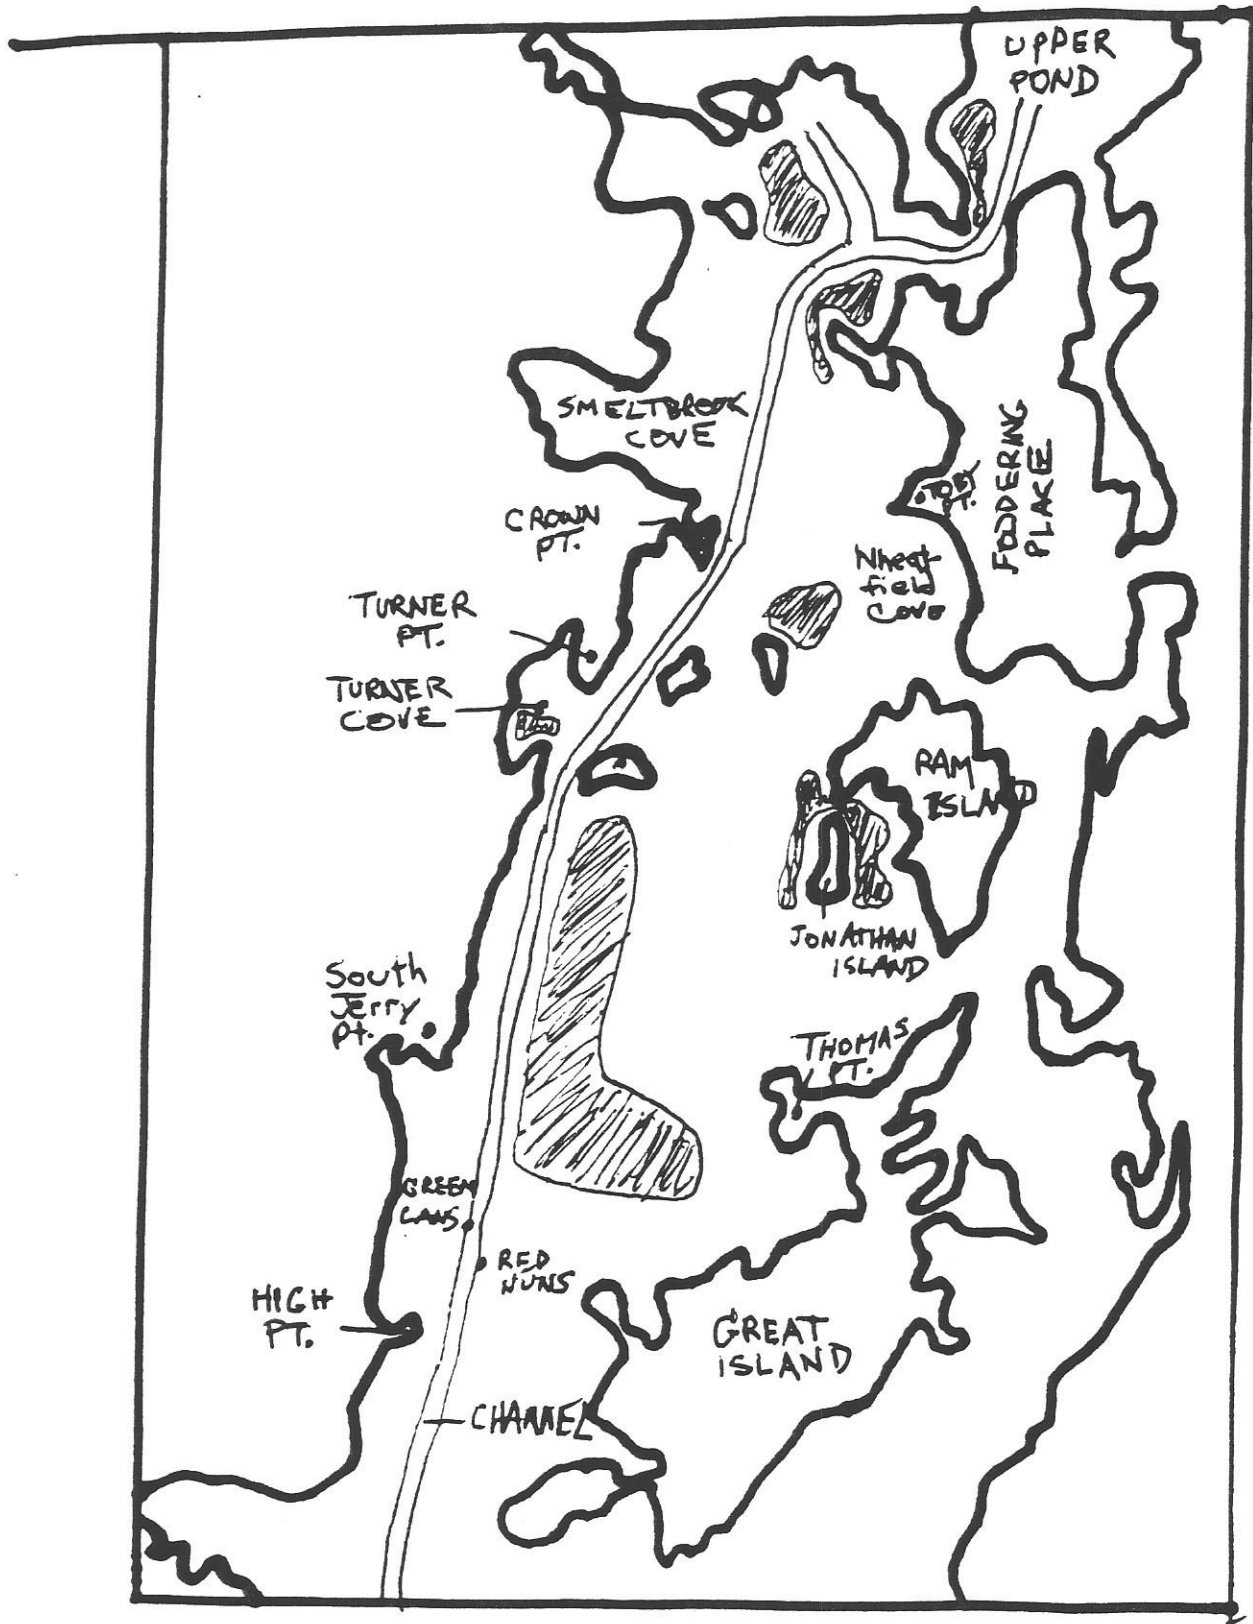 UPPER
POND
SMELTBROOK
COVE
CROWN
PT.
TOBY
PT.
FODDERING
PLACE
Wheat-
field
Cove
TURNER
PT.
TURNER
COVE
RAM
ISLAND
JONATHAN
ISLAND
South
Jerry
Pt.
THOMAS
PT.
GREEN
CANS
RED
NUNS
HIGH
PT.
GREAT
ISLAND
CHANNEL